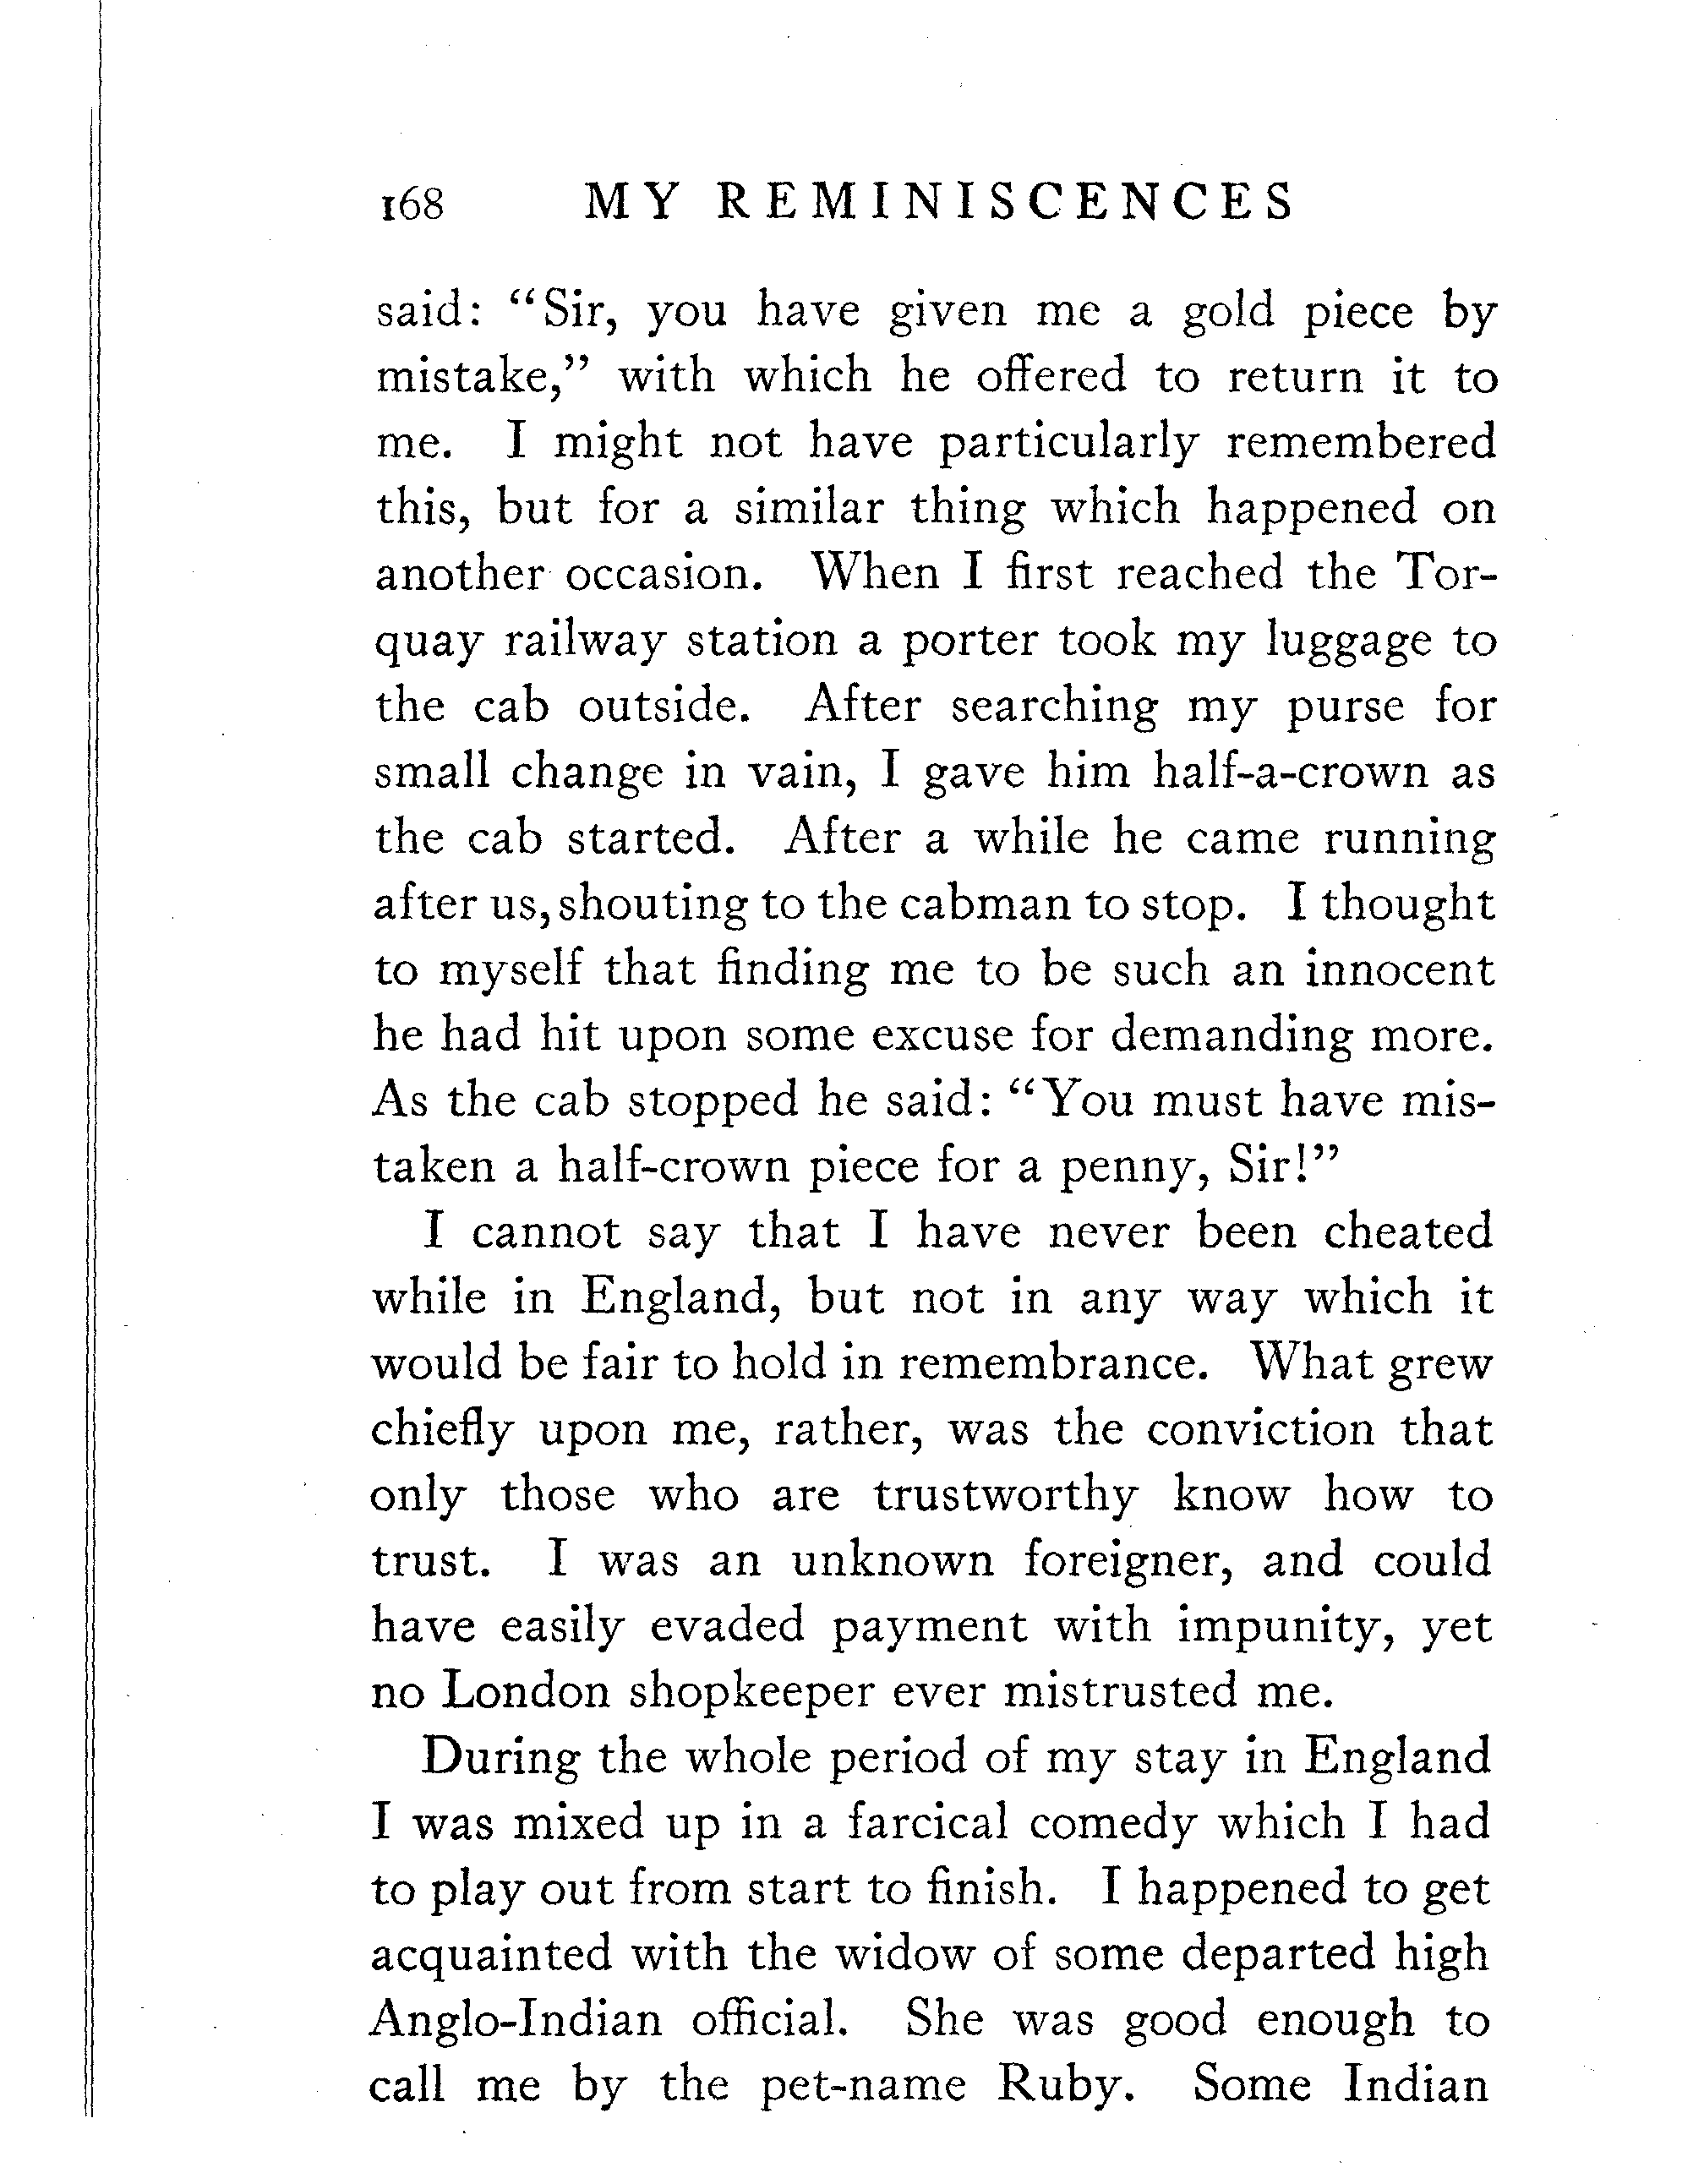 168 MY REMINISCENCES
said: “Sir, you have given me a gold piece by
mistake,” with which he offered to return it to
me. I might not have particularly remembered
this, but for a similar thing which happened on
another occasion. When I first reached the Tor-
quay railway station a porter took my luggage to
the cab outside. After searching my purse for
small change in vain, I gave him half-a-crown as
the cab started. After a while he came running
after us, shouting to the cabman to stop. I thought
to myself that finding me to be such an innocent
he had hit upon some excuse for demanding more.
As the cab stopped he said: “You must have mis-
taken a half-crown piece for a penny, Sir!”
I cannot say that I have never been cheated
while in England, but not in any way which it
would be fair to hold in remembrance. What grew
chiefly upon me, rather, was the conviction that
only those who are trustworthy know how to
trust. I was an unknown foreigner, and could
have easily evaded payment with impunity, yet
no London shopkeeper ever mistrusted me.
During the whole period of my stay in England
I was mixed up in a farcical comedy which I had
to play out from start to finish. I happened to get
acquainted with the widow of some departed high
Anglo-Indian official. She was good enough to
call me by the pet-name Ruby. Some Indian